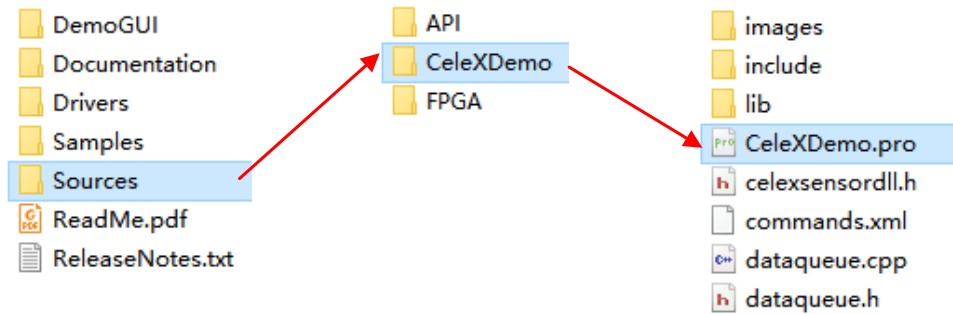 DemoGUI
Documentation
Drivers
Samples
Sources
ReadMe.pdf
ReleaseNotes.txt
API
CeleXDemo
FPGA
images
include
lib
CeleXDemo.pro
celexsensordll.h
commands.xml
dataqueue.cpp
dataqueue.h